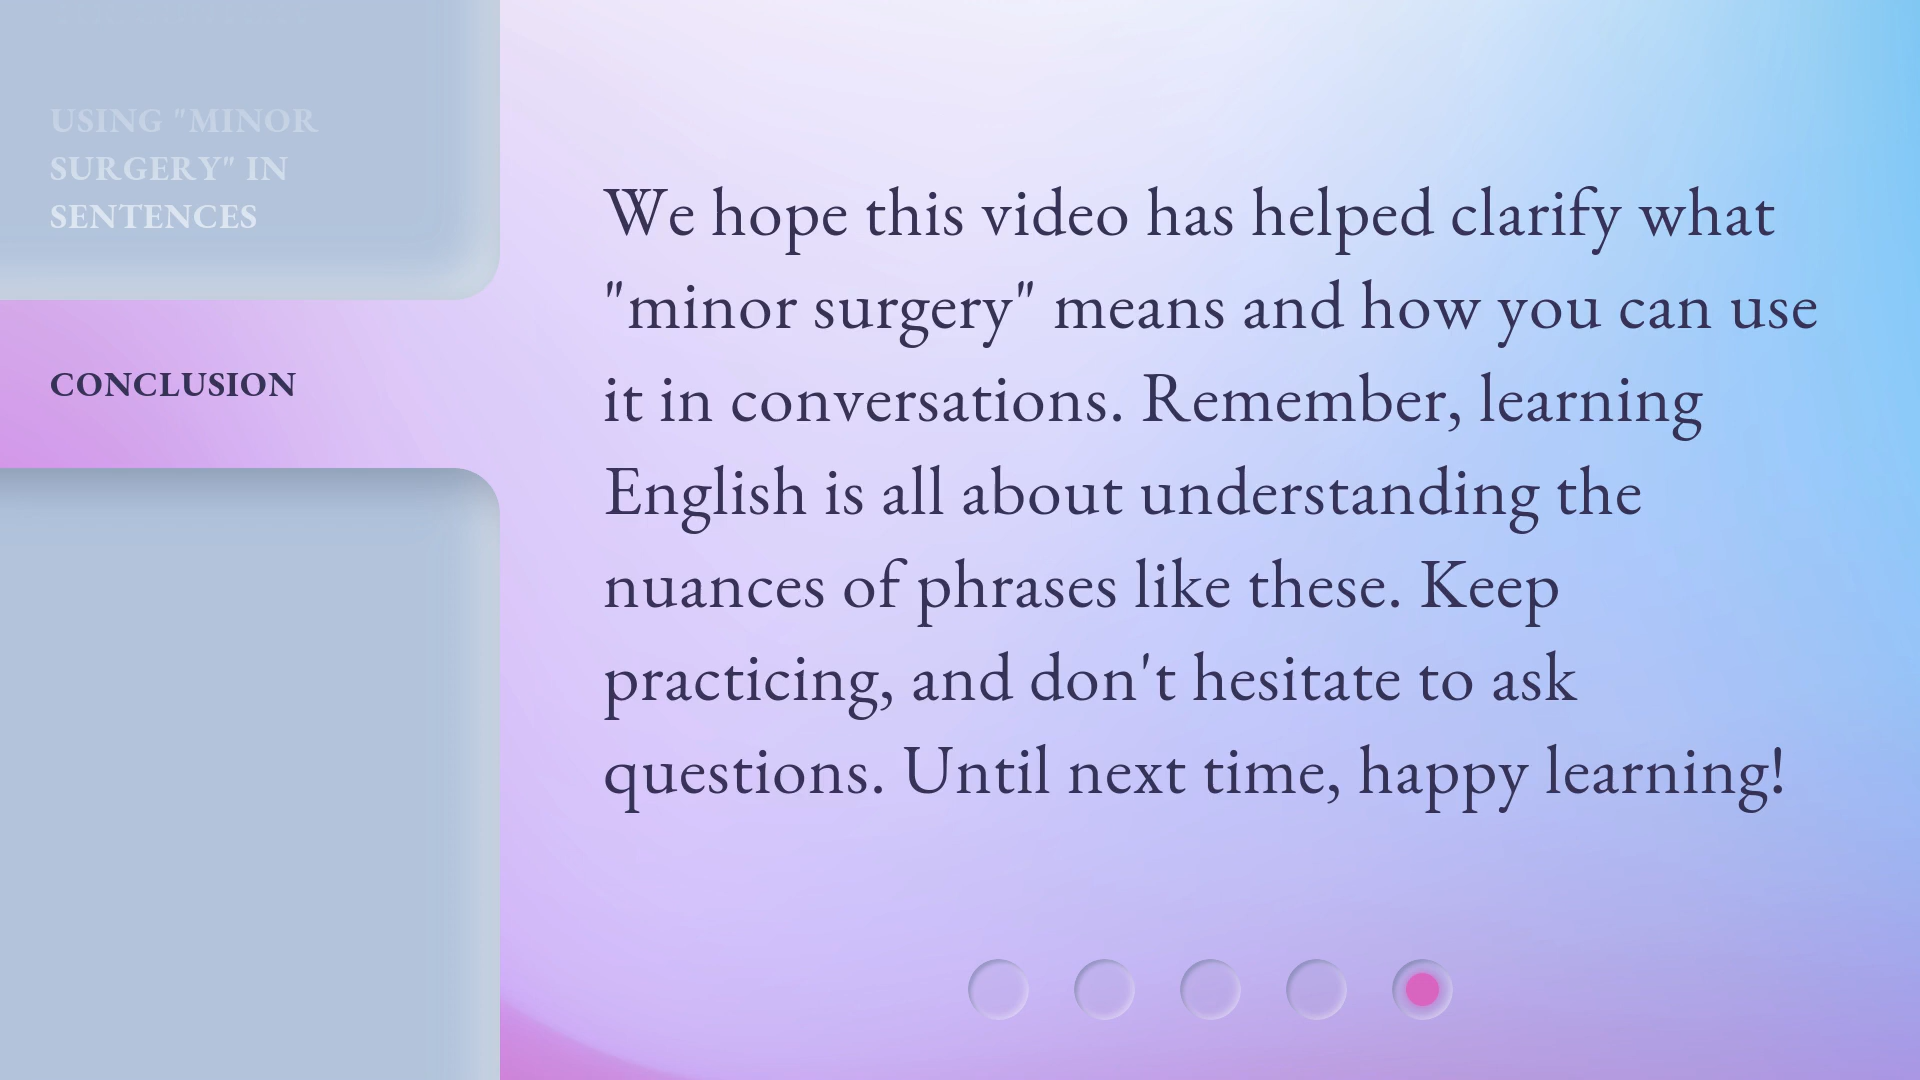 USING "MINOR
SURGERY" IN
SENTENCES
CONCLUSION
We hope this video has helped clarify what
"minor surgery" means and how you can use
it in conversations. Remember, learning
English is all about understanding the
nuances of phrases like these. Keep
practicing, and don't hesitate to ask
questions. Until next time, happy learning!